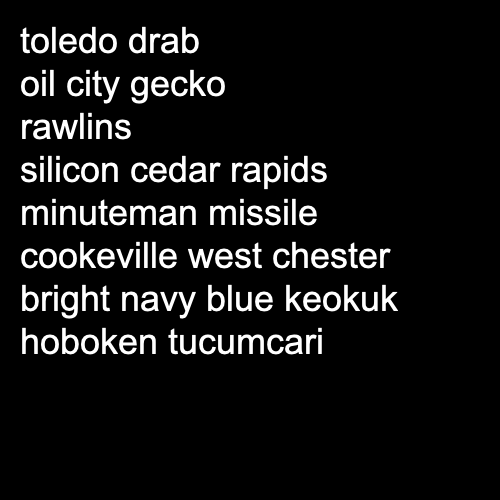 toledo drab
oil city gecko
rawlins
silicon cedar rapids
minuteman missile
cookeville west chester
bright navy blue keokuk
hoboken tucumcari